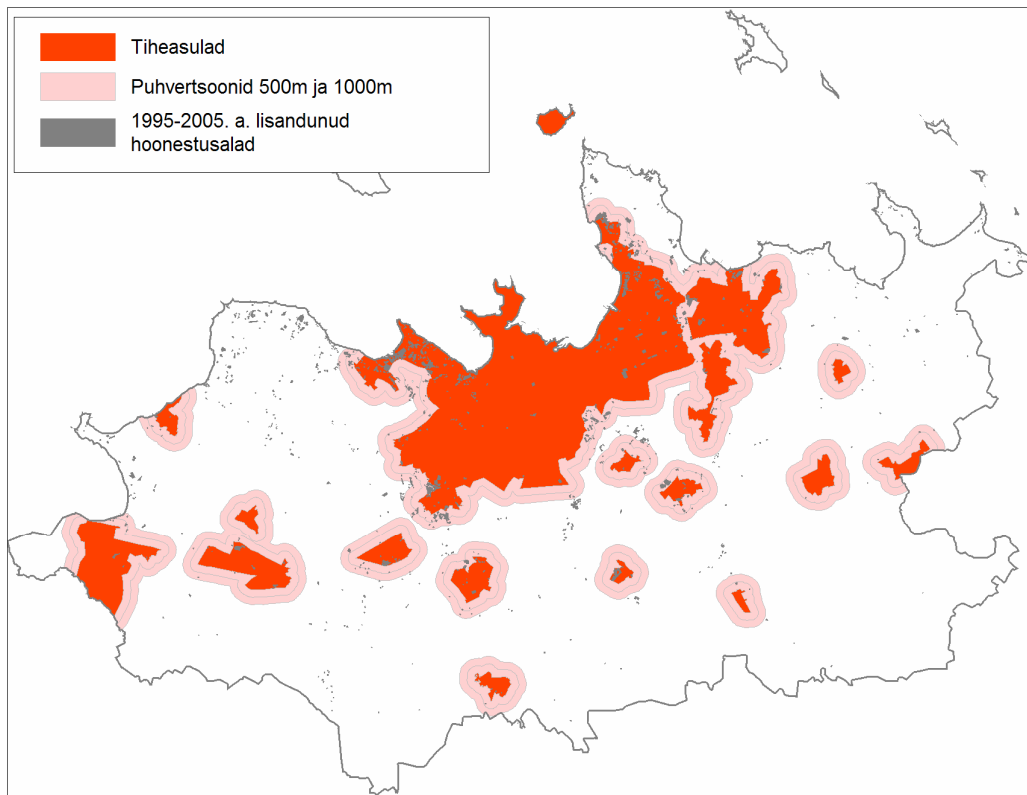 Tiheasulad
Puhvertsoonid 500m ja 1000m
1995-2005. a. lisandunud
hoonestusalad